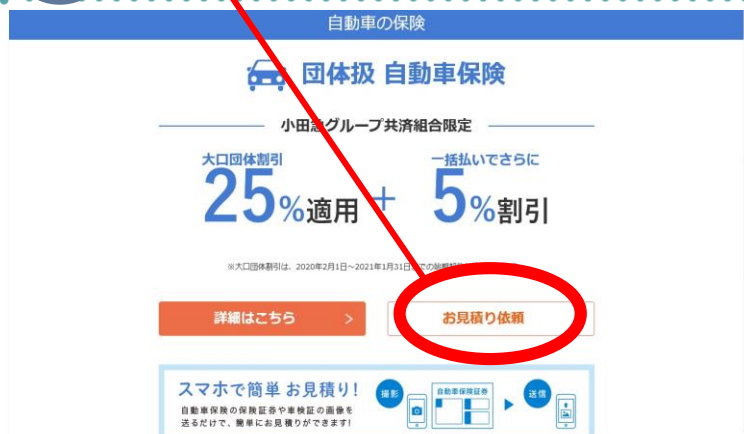 自動車の保険
団体扱 自動車保険
小田急グループ共済組合限定
大口団体割引
25%適用
+
一括払いでさらに
5%割引
※大口団体割引は、2020年2月1日~2021年1月31日
詳細はこちら >
お見積り依頼
スマホで簡単 お見積り!
自動車保険の保険証券や車検証の画像を
送るだけで、簡単にお見積りができます!
撮影
自動車保険証券
送信